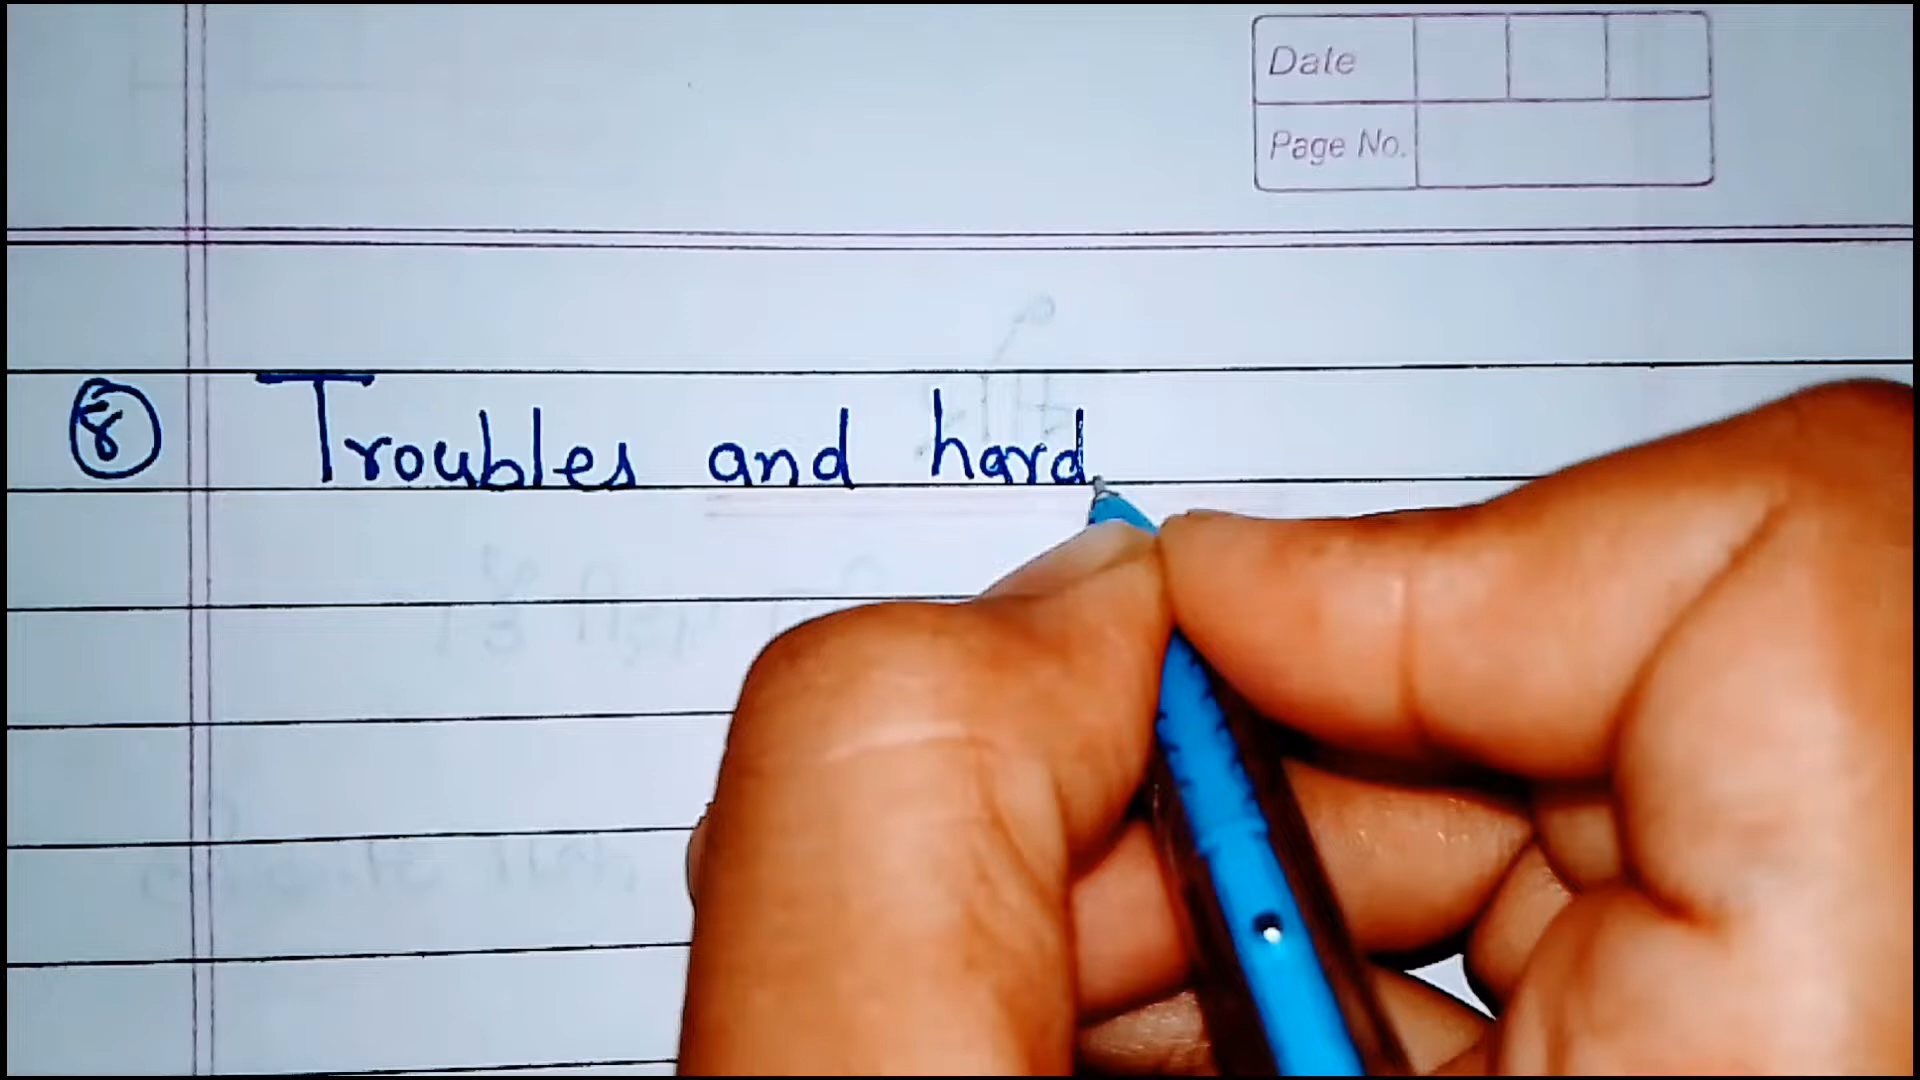 Date
Page No.
8 Troubles and hard